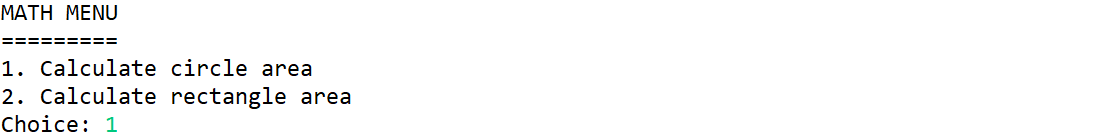 MATH MENU
=========
1. Calculate circle area
2. Calculate rectangle area
Choice: 1